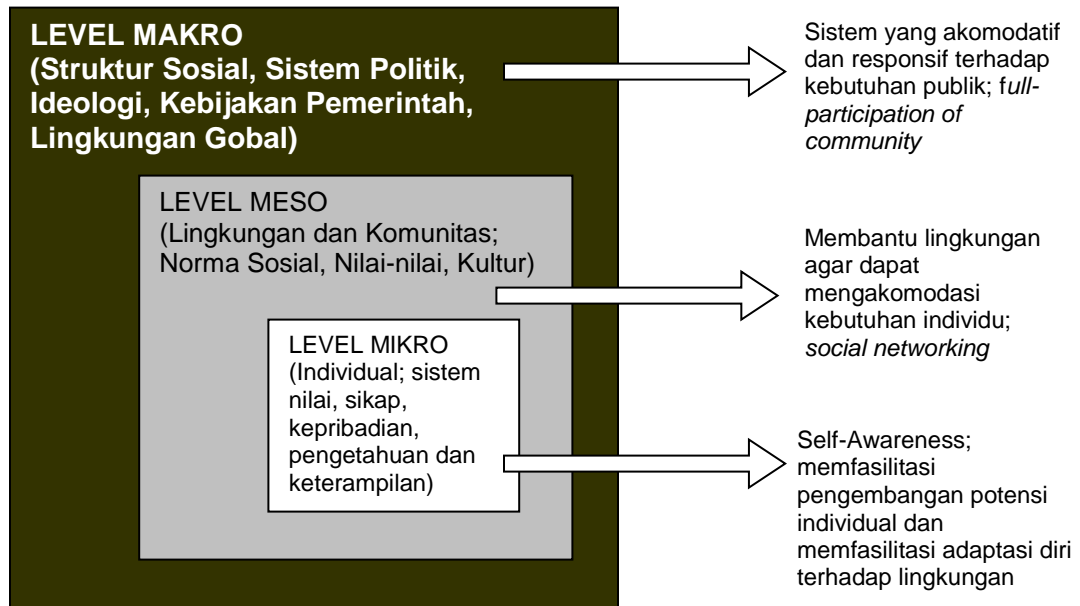 LEVEL MAKRO
(Struktur Sosial, Sistem Politik,
Ideologi, Kebijakan Pemerintah,
Lingkungan Gobal)
Sistem yang akomodatif
dan responsif terhadap
kebutuhan publik; full-
participation of
community
LEVEL MESO
(Lingkungan dan Komunitas;
Norma Sosial, Nilai-nilai, Kultur)
Membantu lingkungan
agar dapat
mengakomodasi
kebutuhan individu;
social networking
LEVEL MIKRO
(Individual; sistem
nilai, sikap,
kepribadian,
pengetahuan dan
keterampilan)
Self-Awareness;
memfasilitasi
pengembangan potensi
individual dan
memfasilitasi adaptasi diri
terhadap lingkungan